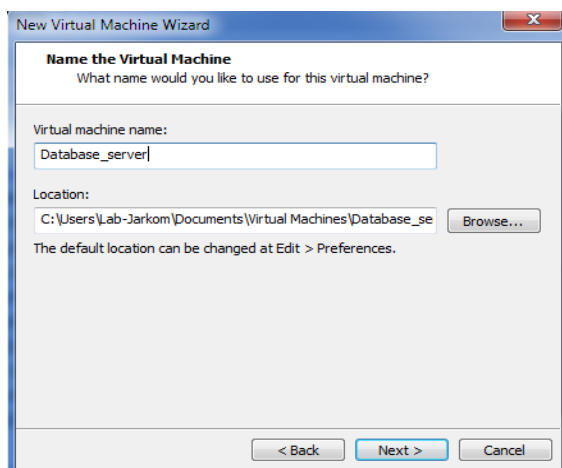 New Virtual Machine Wizard
Name the Virtual Machine
What name would you like to use for this virtual machine?
Virtual machine name:
Database_server
Location:
C:\Users\Lab-Jarkom\Documents\Virtual Machines\Database_se
Browse...
The default location can be changed at Edit > Preferences.
< Back
Next >
Cancel